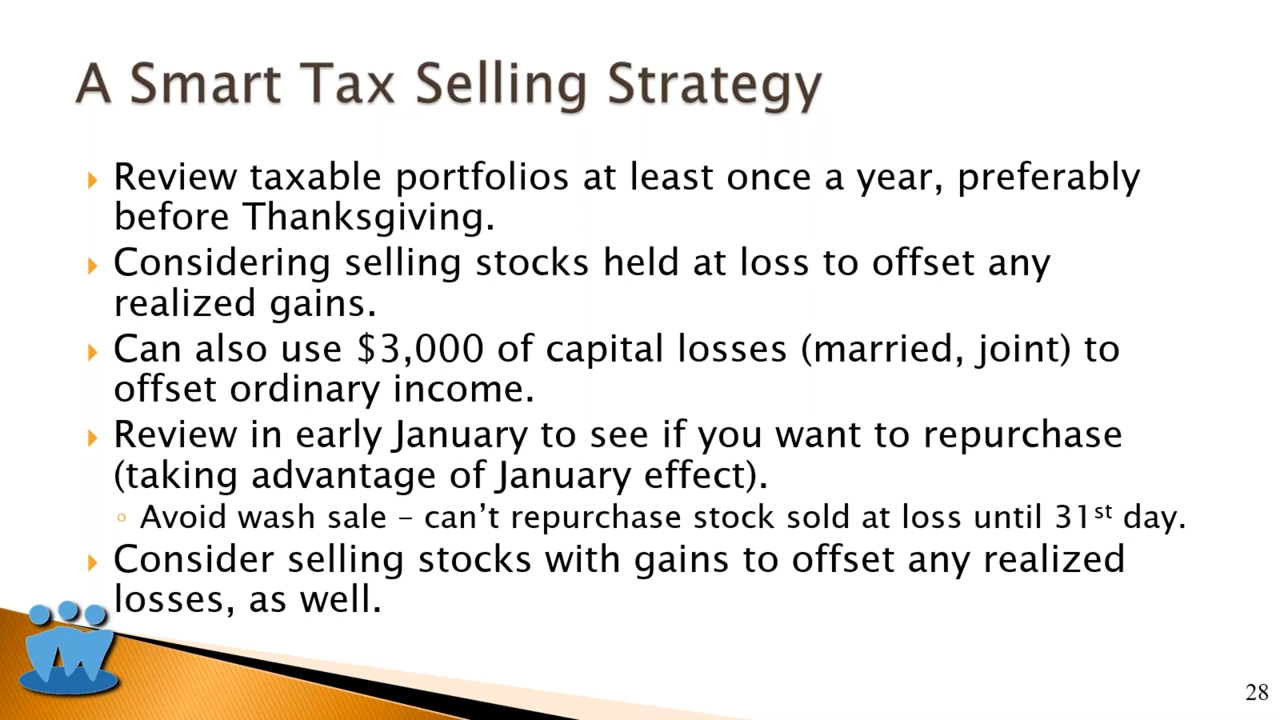 A Smart Tax Selling Strategy
Review taxable portfolios at least once a year, preferably
before Thanksgiving.
Considering selling stocks held at loss to offset any
realized gains.
Can also use $3,000 of capital losses (married, joint) to
offset ordinary income.
Review in early January to see if you want to repurchase
(taking advantage of January effect).
Avoid wash sale – can’t repurchase stock sold at loss until 31st day.
Consider selling stocks with gains to offset any realized
losses, as well.
28